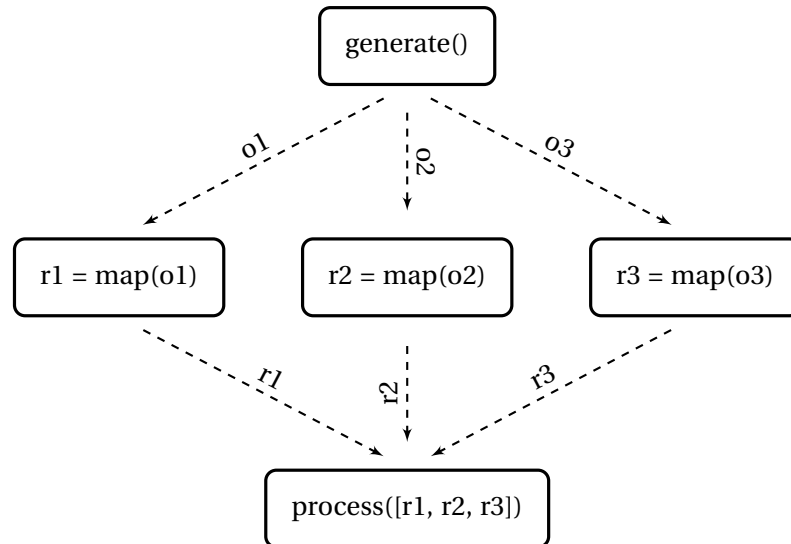 generate()
o1
o2
o3
r1 = map(o1)
r2 = map(o2)
r3 = map(o3)
r1
r2
r3
process([r1, r2, r3])